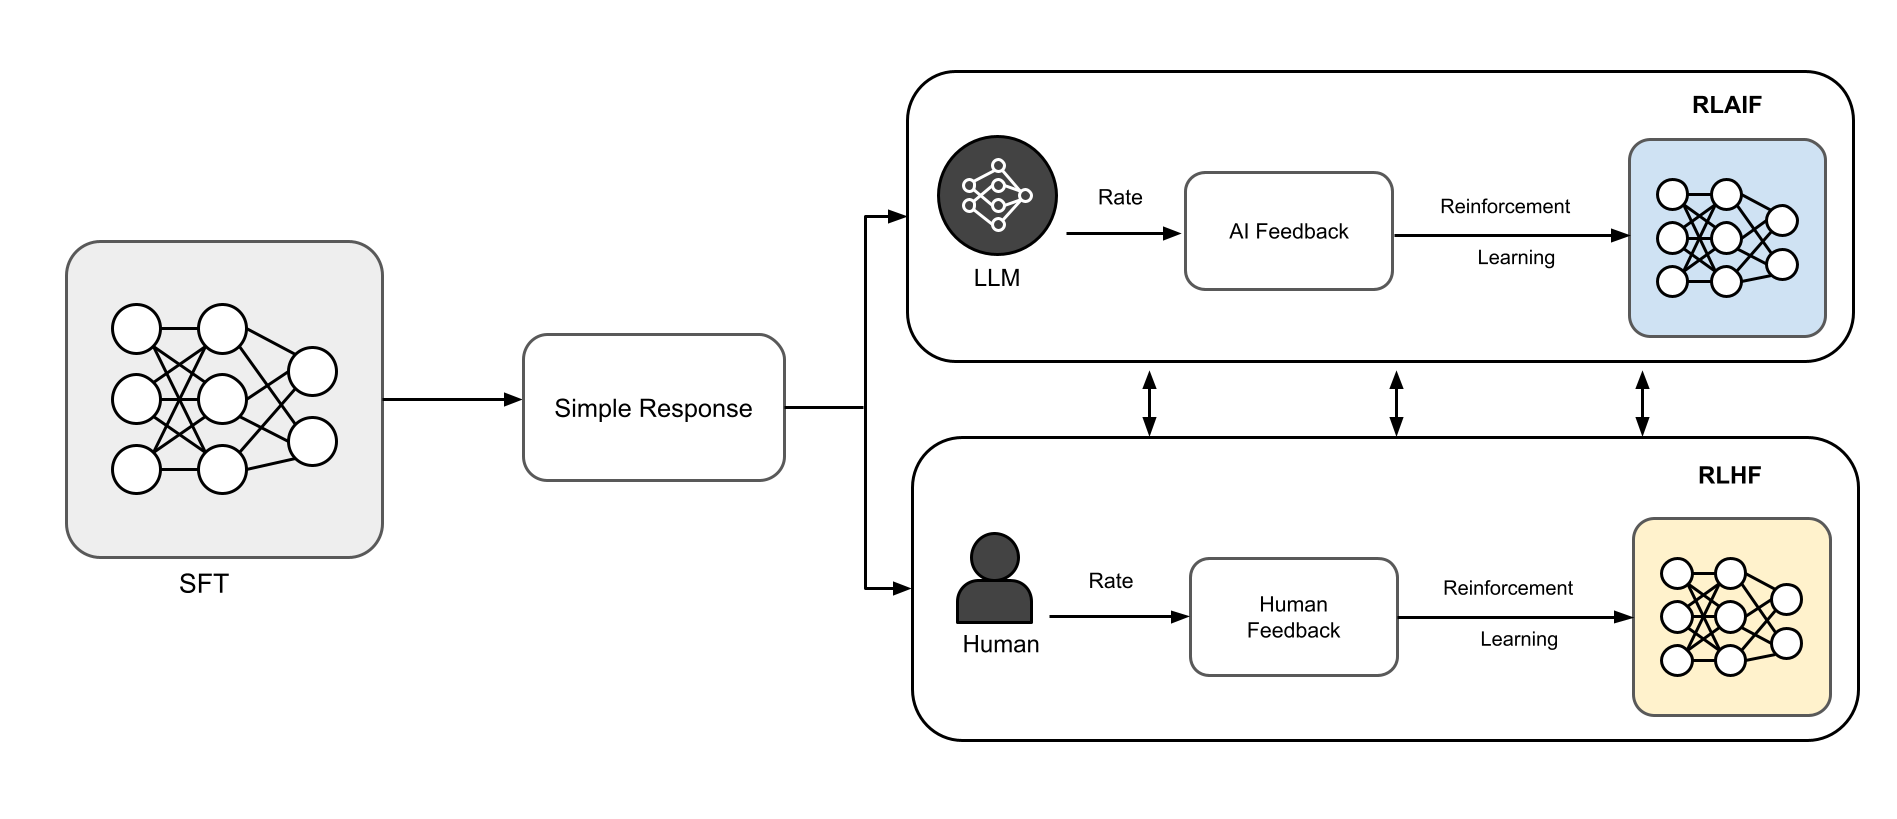 SFT
Simple Response
RLAIF
LLM
Rate
AI Feedback
Reinforcement
Learning
RLHF
Human
Rate
Human
Feedback
Reinforcement
Learning